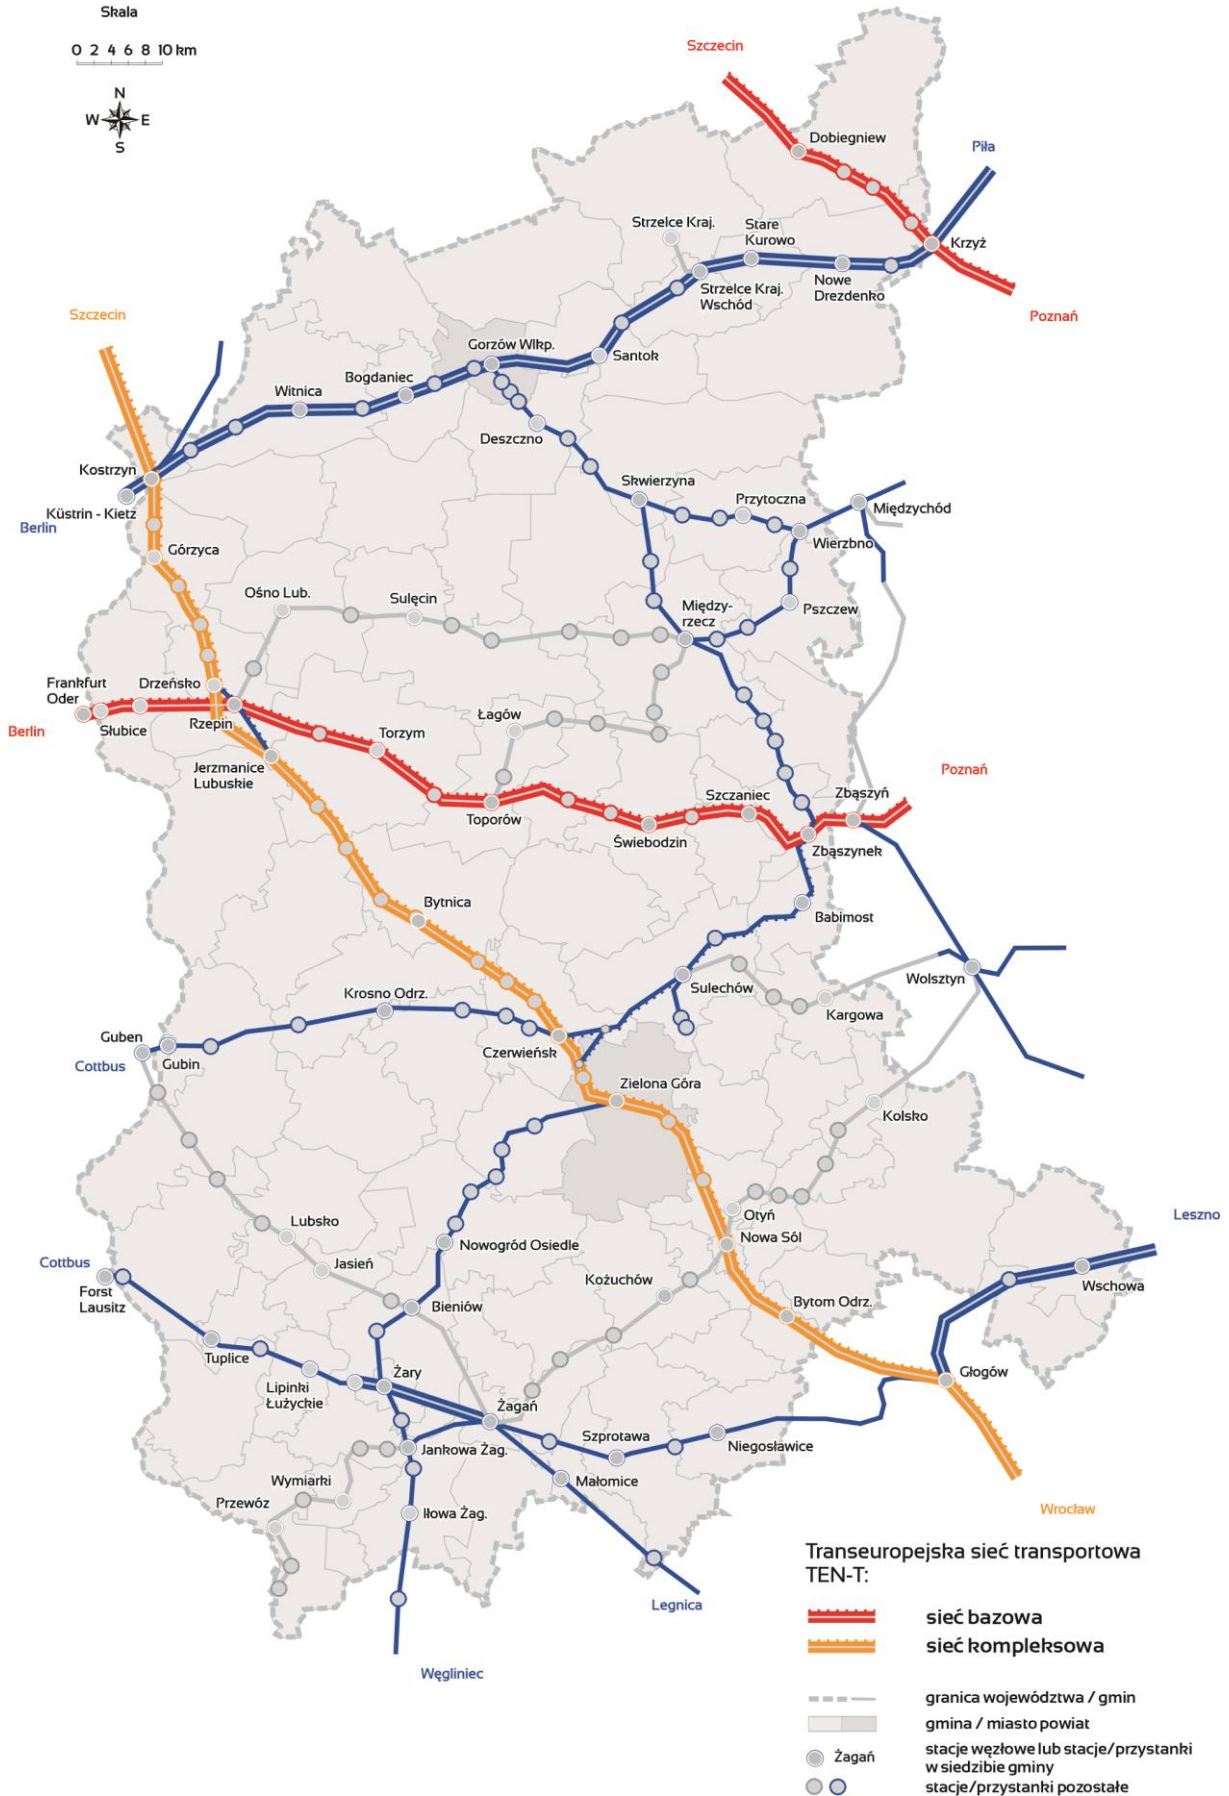 Skala
0 2 4 6 8 10 km
N
W E
S
Szczecin
Dobiegniew
Piła
Strzelce Kraj.
Stare
Kurowo
Krzyż
Strzelce Kraj.
Wschód
Nowe
Drezdenko
Szczecin
Poznań
Gorzów Wlkp.
Santok
Bogdaniec
Witnica
Deszczno
Kostrzyn
Skwierzyna
Przytoczna
Międzychód
Küstrin - Kietz
Berlin
Wierzbno
Górzyca
Ośno Lub.
Sulęcin
Między-
rzecz
Pszczew
Frankfurt
Oder
Drzeńsko
Łagów
Berlin
Słubice
Rzepin
Torzym
Jerzmanice
Lubuskie
Poznań
Szczaniec
Zbąszyń
Toporów
Świebodzin
Zbąszynek
Bytnica
Babimost
Wolsztyn
Sulechów
Krosno Odrz.
Kargowa
Guben
Gubin
Czerwieńsk
Cottbus
Zielona Góra
Kolsko
Otyń
Leszno
Lubsko
Nowogród Osiedle
Nowa Sól
Cottbus
Jasień
Kożuchów
Wschowa
Forst
Lausitz
Bieniów
Bytom Odrz.
Tuplice
Żary
Głogów
Lipinki
Łużyckie
Żagań
Szprotawa
Niegosławice
Jankowa Żag.
Wymiarki
Małomice
Przewóz
Iłowa Żag.
Wrocław
Legnica
Węgliniec
Transeuropejska sieć transportowa
TEN-T:
sieć bazowa
sieć kompleksowa
granica województwa / gmin
gmina / miasto powiat
Żagań
stacje węzłowe lub stacje/przystanki
w siedzibie gminy
stacje/przystanki pozostałe